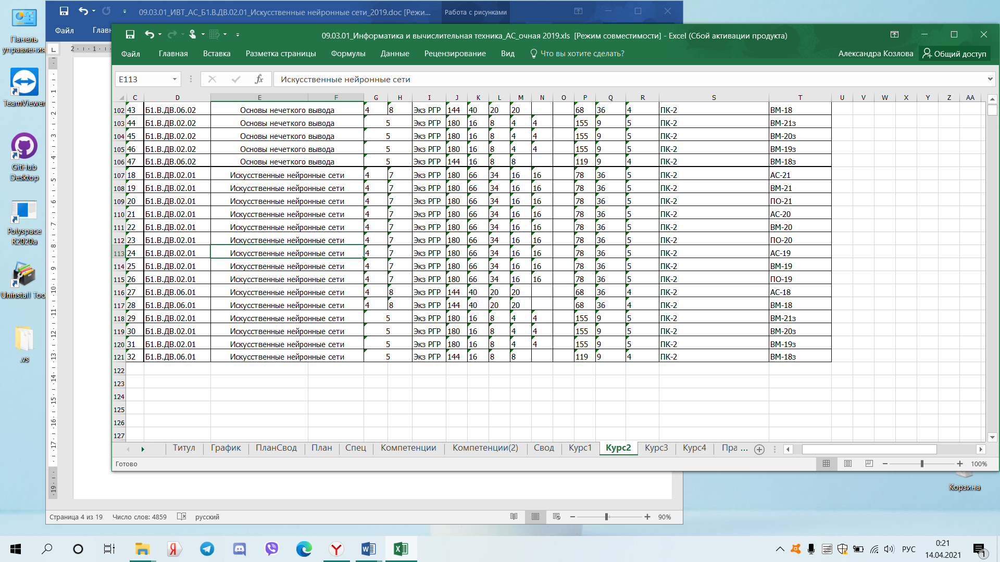 09.03.01_ИВТ_АС_Б1.В.ДВ.02.01_Искусственные нейронные сети_2019.doc [Режи...
Работа с рисунками
Файл
Главн
09.03.01_Информатика и вычислительная техника_АС_очная 2019.xls [Режим совместимости] - Excel (Сбой активации продукта)
Файл Главная Вставка Разметка страницы Формулы Данные Рецензирование Вид Что вы хотите сделать? Александра Козлова Общий доступ
E113 fx Искусственные нейронные сети
C D E F G H I J K L M N O P Q R S T U V W X Y Z AA
102 43 Б1.В.ДВ.06.02 Основы нечеткого вывода 4 8 Экз РГР 144 40 20 20 68 36 4 ПК-2 ВМ-18
103 44 Б1.В.ДВ.02.02 Основы нечеткого вывода 5 Экз РГР 180 16 8 4 4 155 9 5 ПК-2 ВМ-21з
104 45 Б1.В.ДВ.02.02 Основы нечеткого вывода 5 Экз РГР 180 16 8 4 4 155 9 5 ПК-2 ВМ-20з
105 46 Б1.В.ДВ.02.02 Основы нечеткого вывода 5 Экз РГР 180 16 8 4 4 155 9 5 ПК-2 ВМ-19з
106 47 Б1.В.ДВ.06.02 Основы нечеткого вывода 5 Экз РГР 144 16 8 8 119 9 4 ПК-2 ВМ-18з
107 18 Б1.В.ДВ.02.01 Искусственные нейронные сети 4 7 Экз РГР 180 66 34 16 16 78 36 5 ПК-2 АС-21
108 19 Б1.В.ДВ.02.01 Искусственные нейронные сети 4 7 Экз РГР 180 66 34 16 16 78 36 5 ПК-2 ВМ-21
109 20 Б1.В.ДВ.02.01 Искусственные нейронные сети 4 7 Экз РГР 180 66 34 16 16 78 36 5 ПК-2 ПО-21
110 21 Б1.В.ДВ.02.01 Искусственные нейронные сети 4 7 Экз РГР 180 66 34 16 16 78 36 5 ПК-2 АС-20
111 22 Б1.В.ДВ.02.01 Искусственные нейронные сети 4 7 Экз РГР 180 66 34 16 16 78 36 5 ПК-2 ВМ-20
112 23 Б1.В.ДВ.02.01 Искусственные нейронные сети 4 7 Экз РГР 180 66 34 16 16 78 36 5 ПК-2 ПО-20
113 24 Б1.В.ДВ.02.01 Искусственные нейронные сети 4 7 Экз РГР 180 66 34 16 16 78 36 5 ПК-2 АС-19
114 25 Б1.В.ДВ.02.01 Искусственные нейронные сети 4 7 Экз РГР 180 66 34 16 16 78 36 5 ПК-2 ВМ-19
115 26 Б1.В.ДВ.02.01 Искусственные нейронные сети 4 7 Экз РГР 180 66 34 16 16 78 36 5 ПК-2 ПО-19
116 27 Б1.В.ДВ.06.01 Искусственные нейронные сети 4 8 Экз РГР 144 40 20 20 68 36 4 ПК-2 АС-18
117 28 Б1.В.ДВ.06.01 Искусственные нейронные сети 4 8 Экз РГР 144 40 20 20 68 36 4 ПК-2 ВМ-18
118 29 Б1.В.ДВ.02.01 Искусственные нейронные сети 5 Экз РГР 180 16 8 4 4 155 9 5 ПК-2 ВМ-21з
119 30 Б1.В.ДВ.02.01 Искусственные нейронные сети 5 Экз РГР 180 16 8 4 4 155 9 5 ПК-2 ВМ-20з
120 31 Б1.В.ДВ.02.01 Искусственные нейронные сети 5 Экз РГР 180 16 8 4 4 155 9 5 ПК-2 ВМ-19з
121 32 Б1.В.ДВ.06.01 Искусственные нейронные сети 5 Экз РГР 144 16 8 8 119 9 4 ПК-2 ВМ-18з
122
123
124
125
126
127
Титул График ПланСвод План Спец Компетенции Компетенции(2) Свод Курс1 Курс2 Курс3 Курс4 Пра ...
Готово 100%
Страница 4 из 19 Число слов: 4859 русский 90%
Панель
управления
TeamViewer
GitHub
Desktop
Polyspace
R2020a
Uninstall Too
.vs
Корзина
РУС
0:21
14.04.2021
1